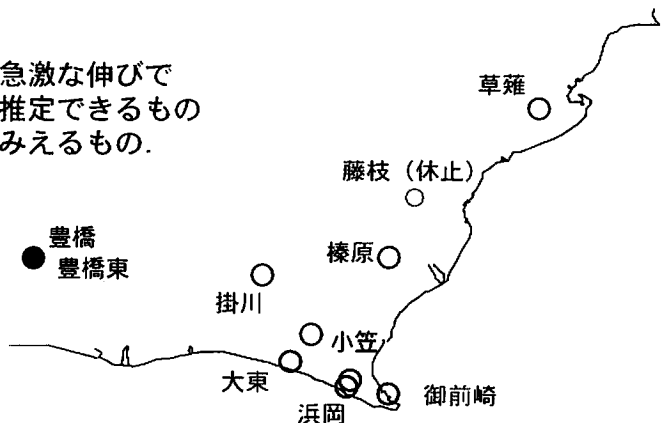 急激な伸びで
推定できるもの
みえるもの.
草薙
藤枝（休止）
豊橋
豊橋東
榛原
掛川
小笠
大東
浜岡
御前崎